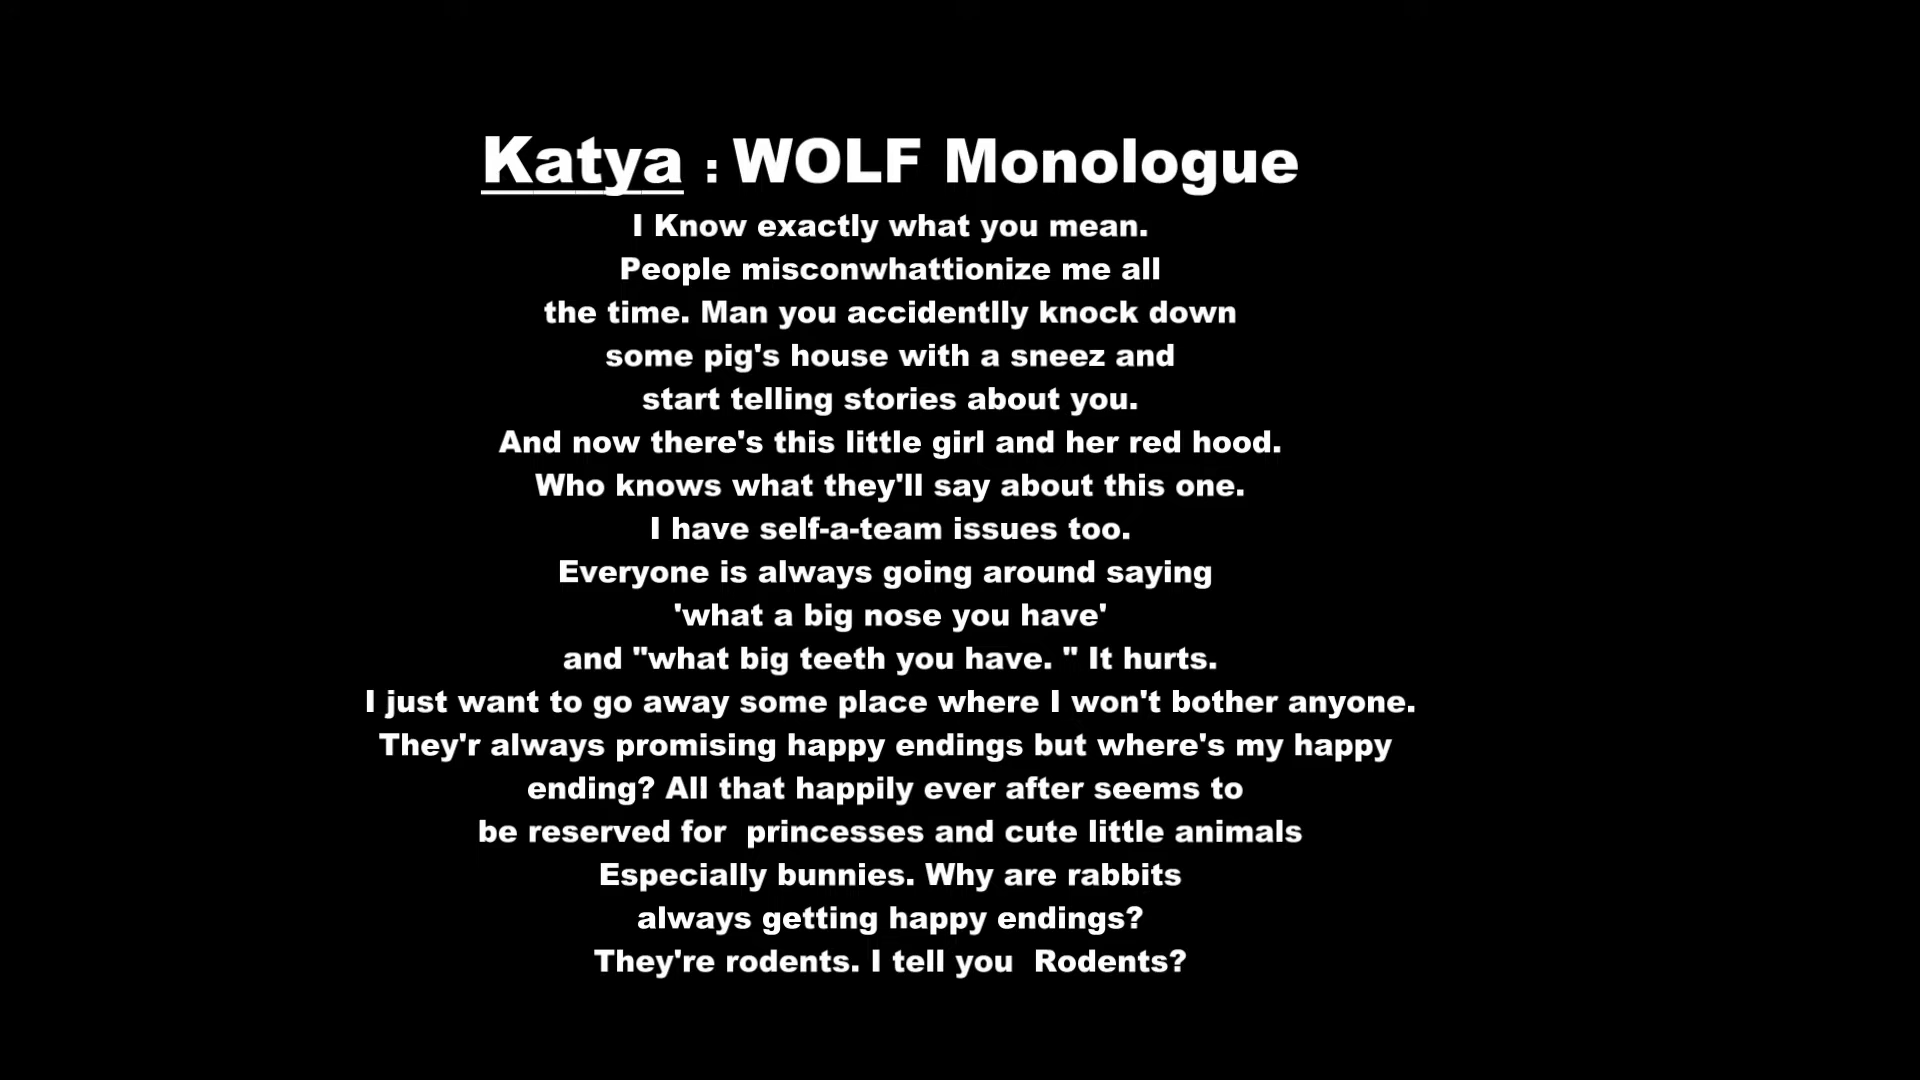 Katya : WOLF Monologue
I Know exactly what you mean.
People misconwhattionize me all
the time. Man you accidentlly knock down
some pig's house with a sneez and
start telling stories about you.
And now there's this little girl and her red hood.
Who knows what they'll say about this one.
I have self-a-team issues too.
Everyone is always going around saying
'what a big nose you have'
and "what big teeth you have. " It hurts.
I just want to go away some place where I won't bother anyone.
They'r always promising happy endings but where's my happy
ending? All that happily ever after seems to
be reserved for  princesses and cute little animals
Especially bunnies. Why are rabbits
always getting happy endings?
They're rodents. I tell you  Rodents?